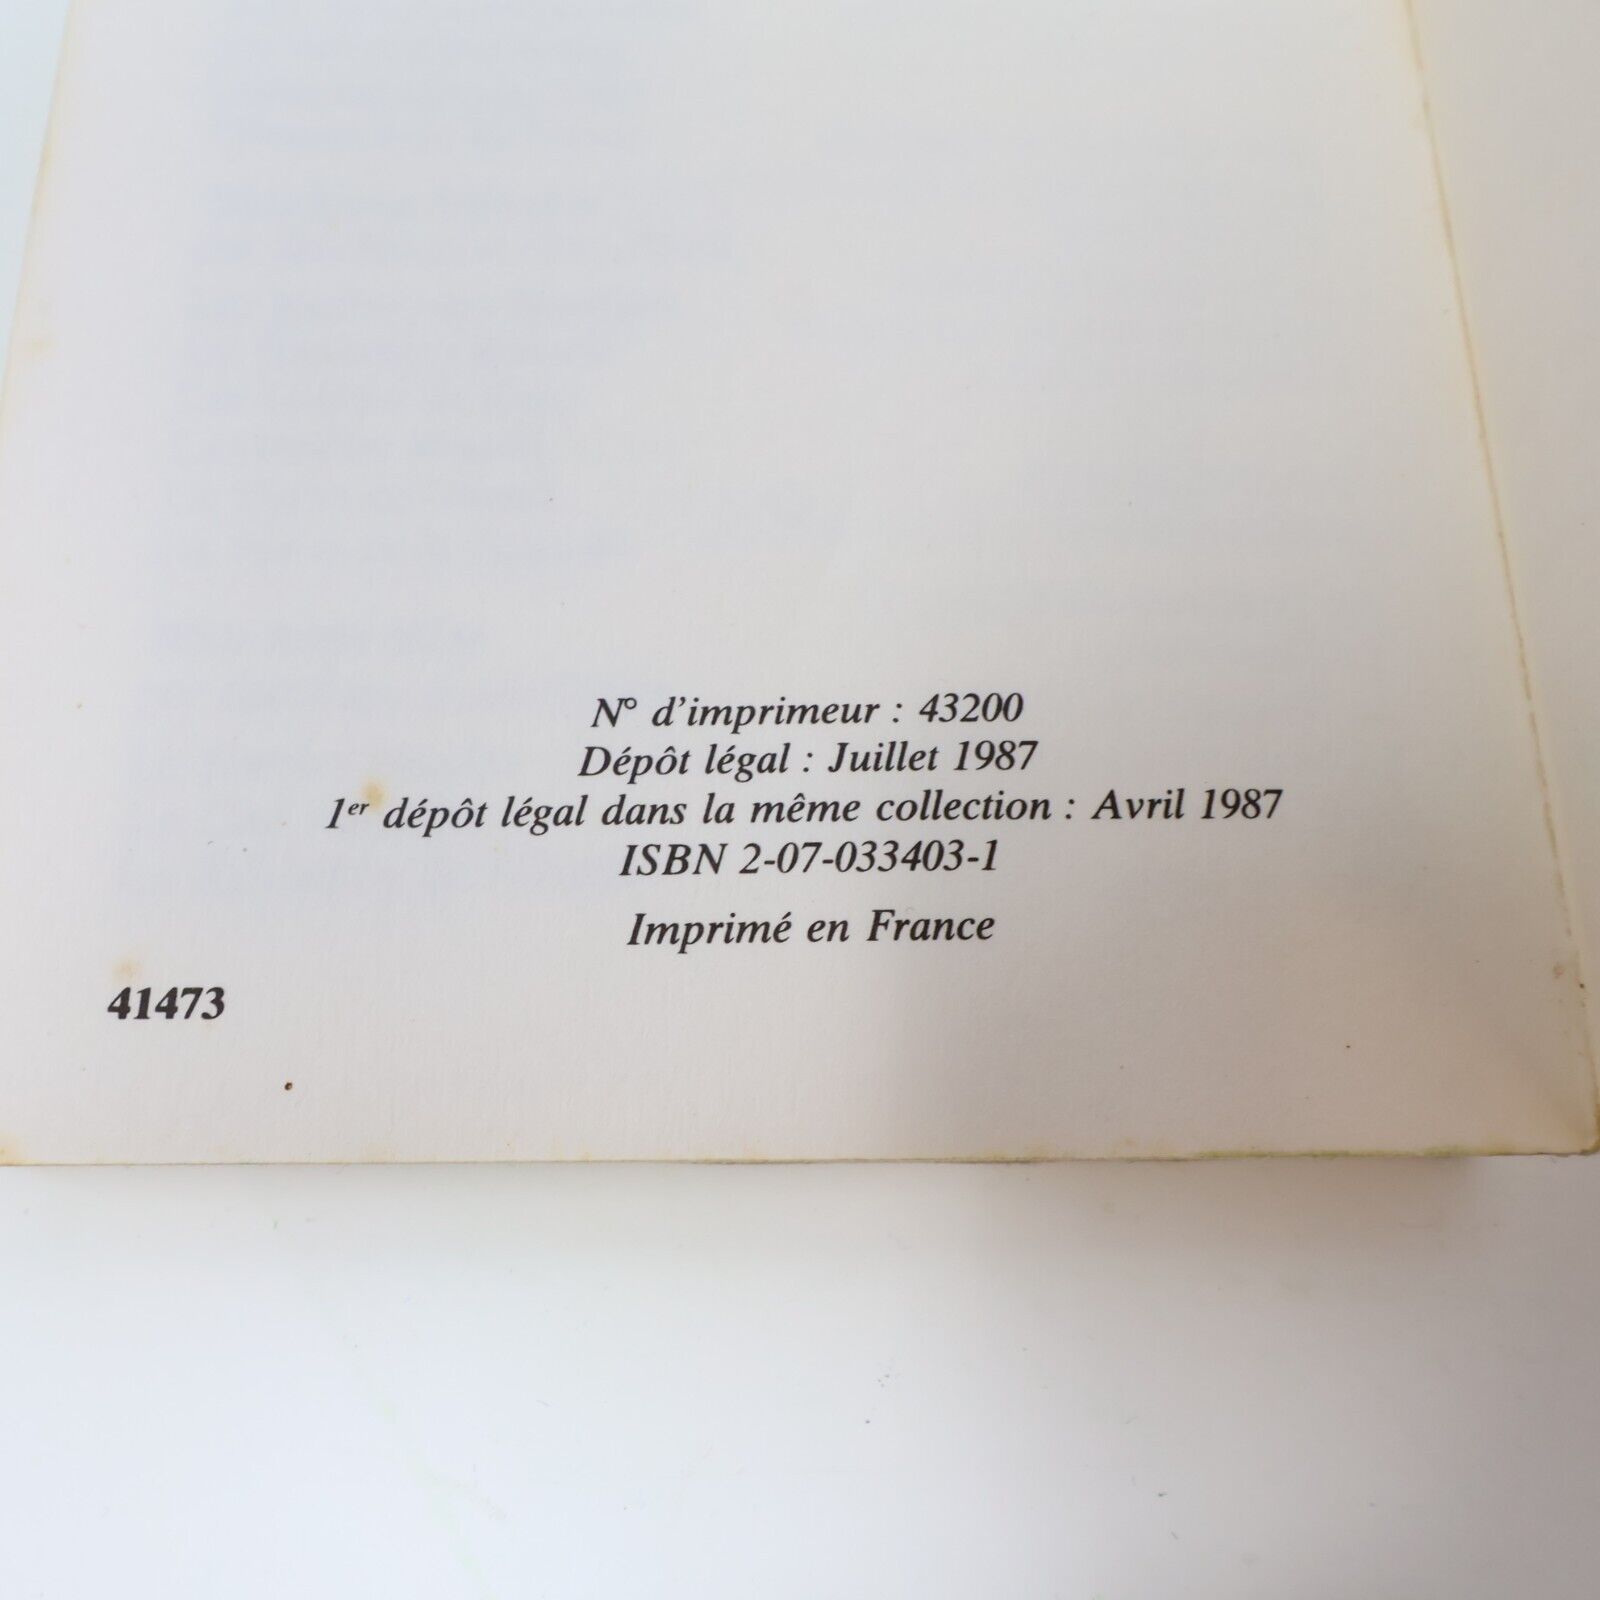 N° d'imprimeur : 43200
Dépôt légal : Juillet 1987
1er dépôt légal dans la même collection : Avril 1987
ISBN 2-07-033403-1
Imprimé en France
41473